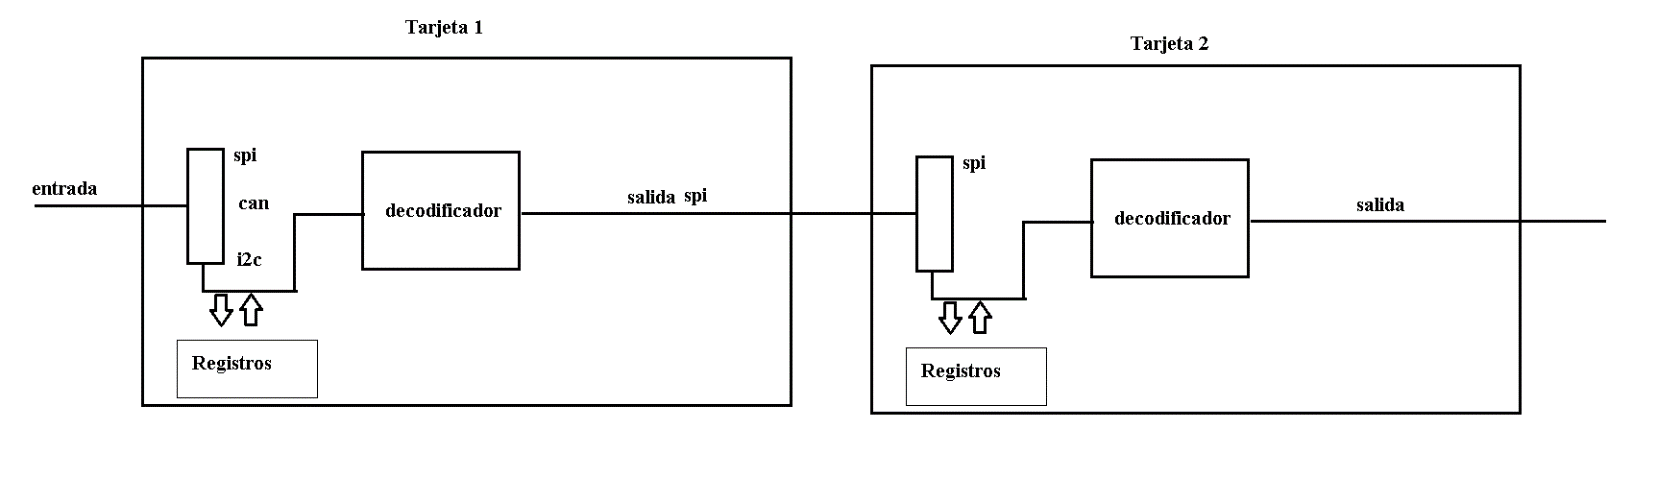 Tarjeta 1
Tarjeta 2
entrada
spi
can
i2c
decodificador
salida spi
Registros
spi
decodificador
salida
Registros